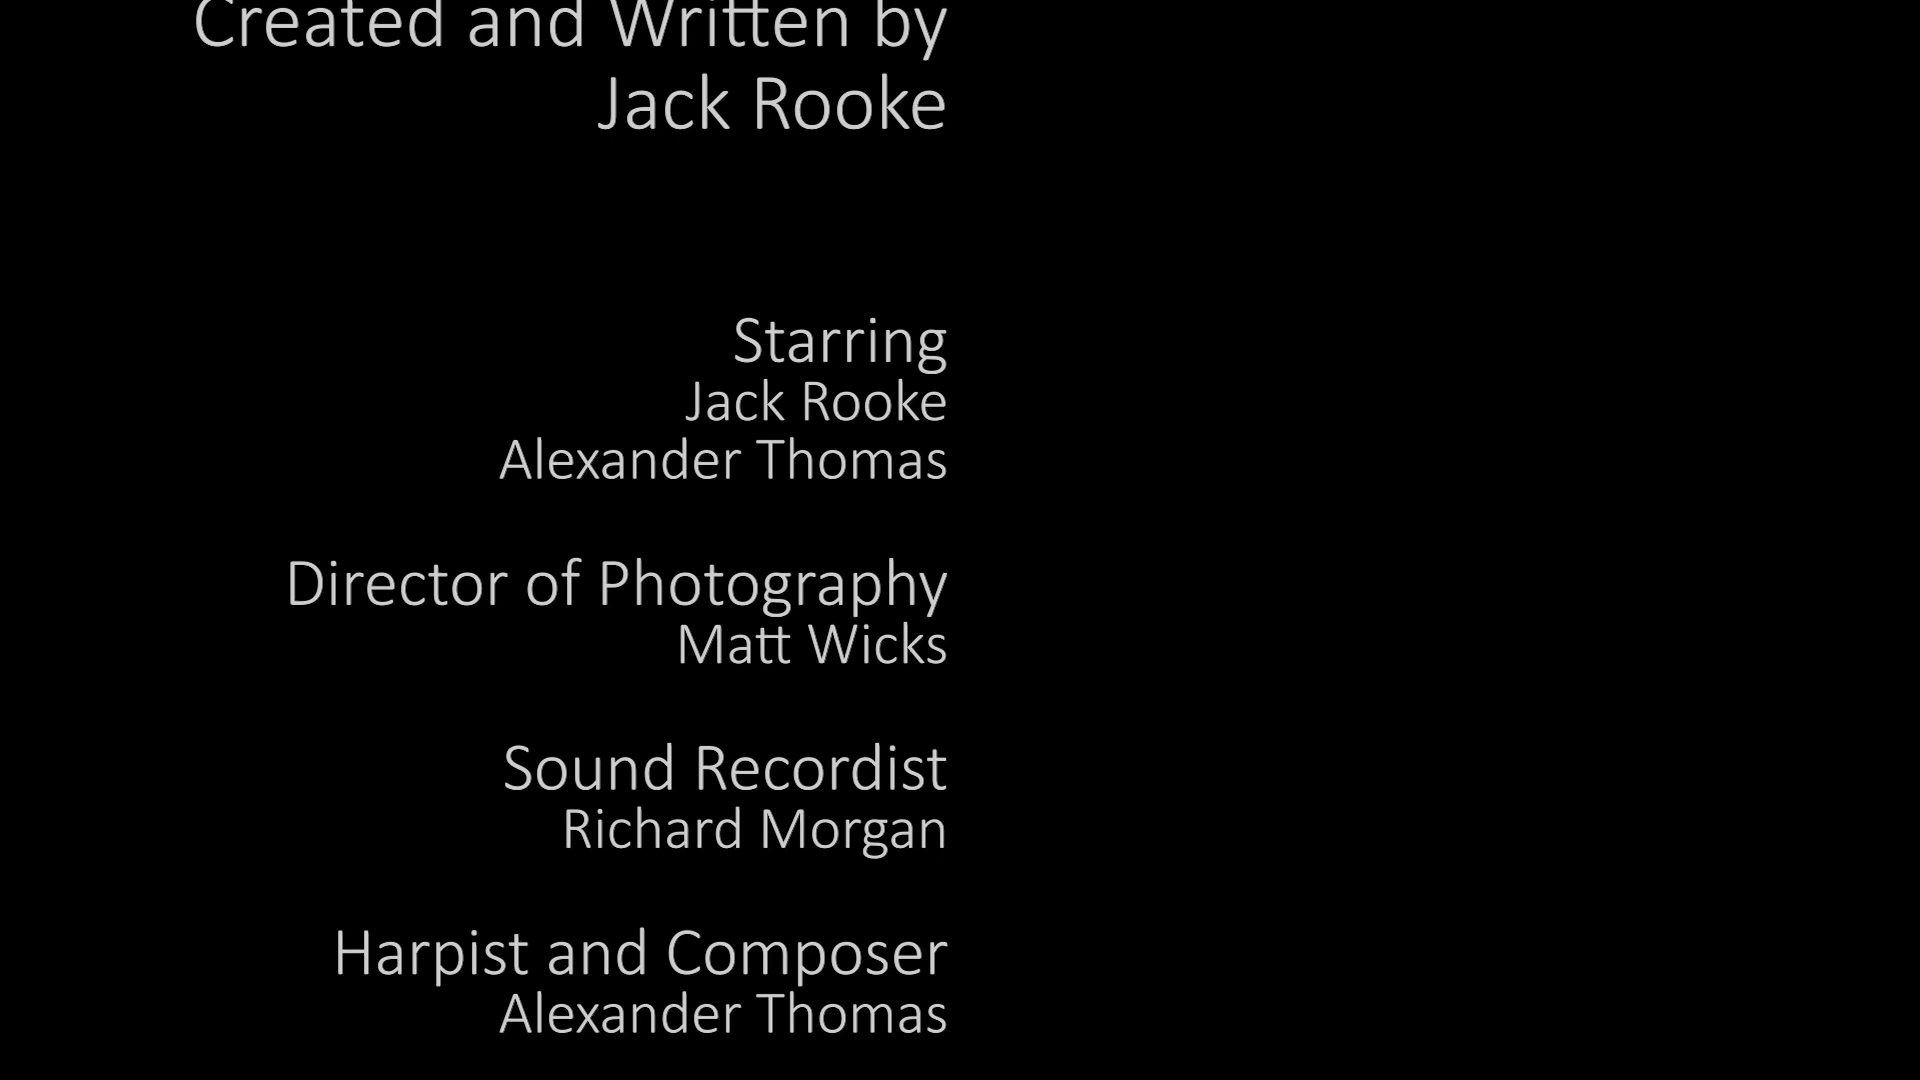 Created and Written by
Jack Rooke
Starring
Jack Rooke
Alexander Thomas
Director of Photography
Matt Wicks
Sound Recordist
Richard Morgan
Harpist and Composer
Alexander Thomas